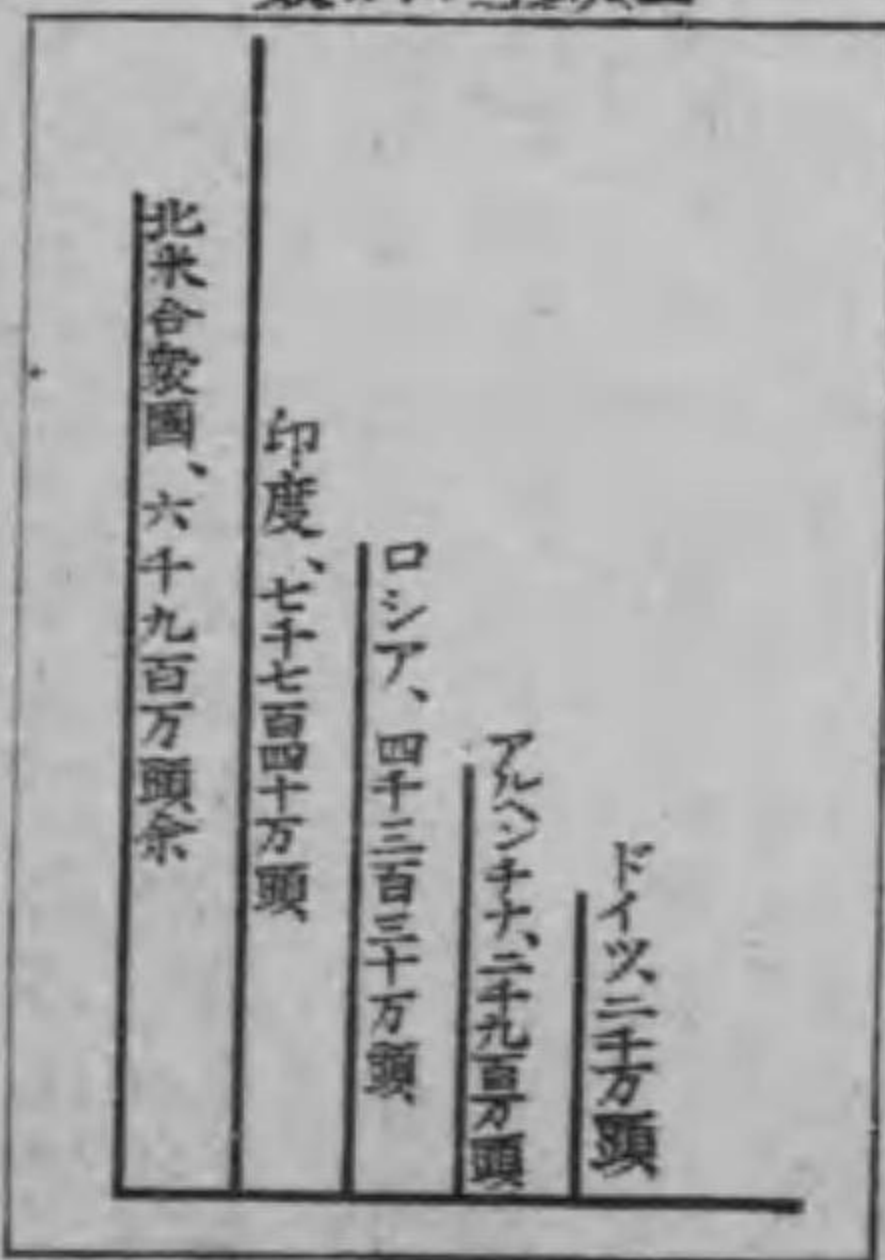 ドイツ、二千万頭
アルヘンチナ、二千九百万頭
ロシア、四千三百三十万頭、
印度、七千七百四十万頭、
北米合衆國、六千九百万頭余